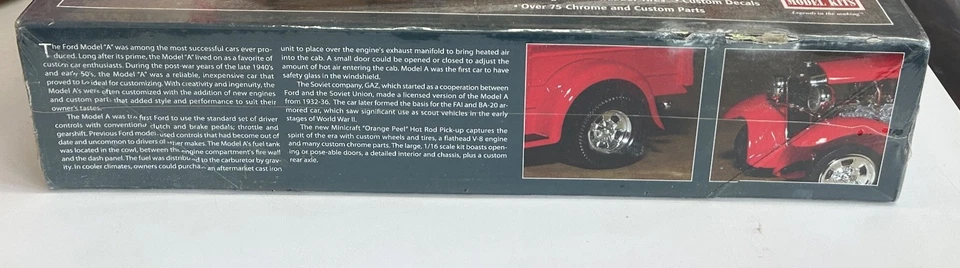 MODEL KITS
Legends in the making
Custom Decals
• Over 75 Chrome and Custom Parts
The Ford Model "A" was among the most successful cars ever pro-
duced. Long after its prime, the Model "A" lived on as a favorite of
custom car enthusiasts. During the post-war years of the late 1940's
and early 50's, the Model "A" was a reliable, inexpensive car that
proved to be ideal for customizing. With creativity and ingenuity, the
Model A's were often customized with the addition of new engines
and custom parts that added style and performance to suit their
owner's tastes.
The Model A was the first Ford to use the standard set of driver
controls with conventional clutch and brake pedals; throttle and
gearshift. Previous Ford models used controls that had become out of
date and uncommon to drivers of other makes. The Model A's fuel tank
was located in the cowl, between the engine compartment's fire wall
and the dash panel. The fuel was distributed to the carburetor by grav-
ity. In cooler climates, owners could purchase an aftermarket cast iron
unit to place over the engine's exhaust manifold to bring heated air
into the cab. A small door could be opened or closed to adjust the
amount of hot air entering the cab. Model A was the first car to have
safety glass in the windshield.
The Soviet company, GAZ, which started as a cooperation between
Ford and the Soviet Union, made a licensed version of the Model A
from 1932-36. The car later formed the basis for the FAI and BA-20 ar-
mored car, which saw significant use as scout vehicles in the early
stages of World War II.
The new Minicraft "Orange Peel" Hot Rod Pick-up captures the
spirit of the era with custom wheels and tires, a flathead V-8 engine
and many custom chrome parts. The large, 1/16 scale kit boasts open-
ing or pose-able doors, a detailed interior and chassis, plus a custom
rear axle.